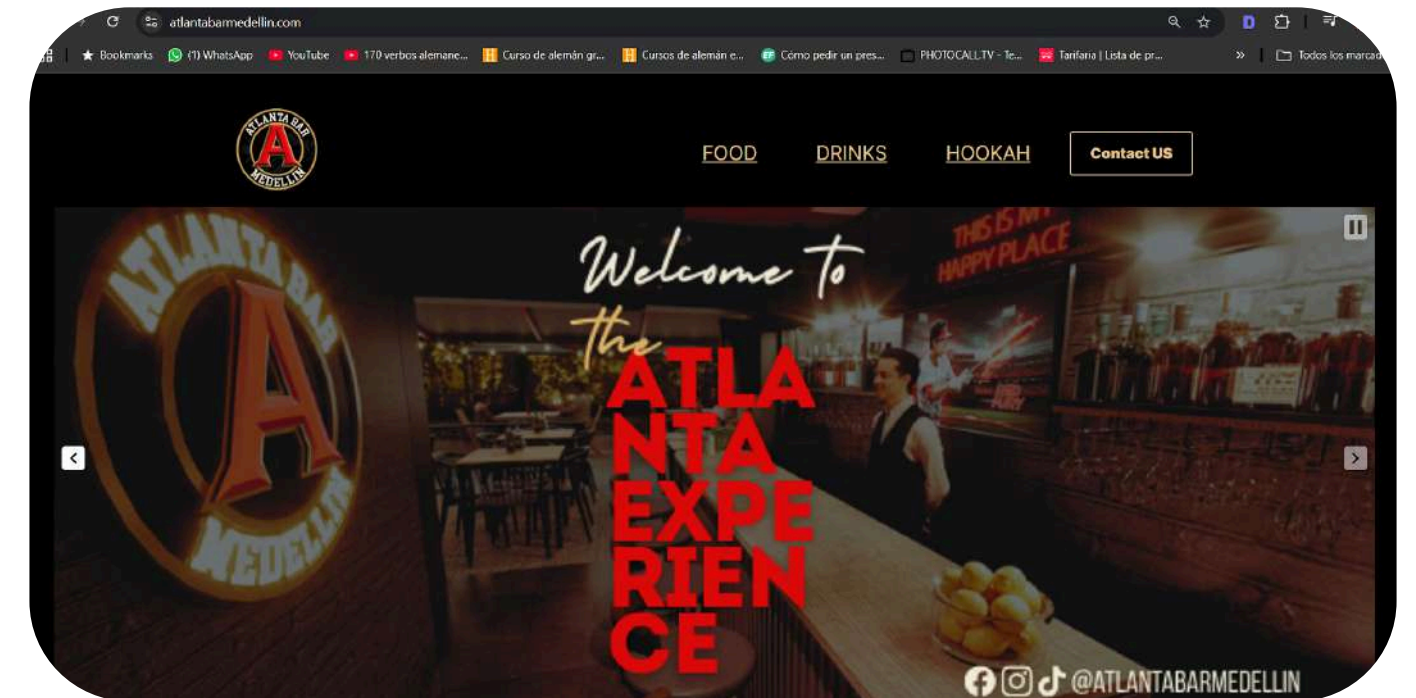 atlantabarmedellin.com
Bookmarks (1) WhatsApp YouTube 170 verbos alemane... Curso de alemán gr... Cursos de alemán e... Cómo pedir un pres... PHOTOCALL.TV - Te... Tarifaria | Lista de pr... » Todos los marcad
ATLANTA BAR
A
MEDELLIN
FOOD DRINKS HOOKAH Contact US
ATLANTA BAR
A
MEDELLIN
THIS IS MY
HAPPY PLACE
Welcome to
the
ATLA
NTA
EXPE
RIEN
CE
@ATLANTABARMEDELLIN